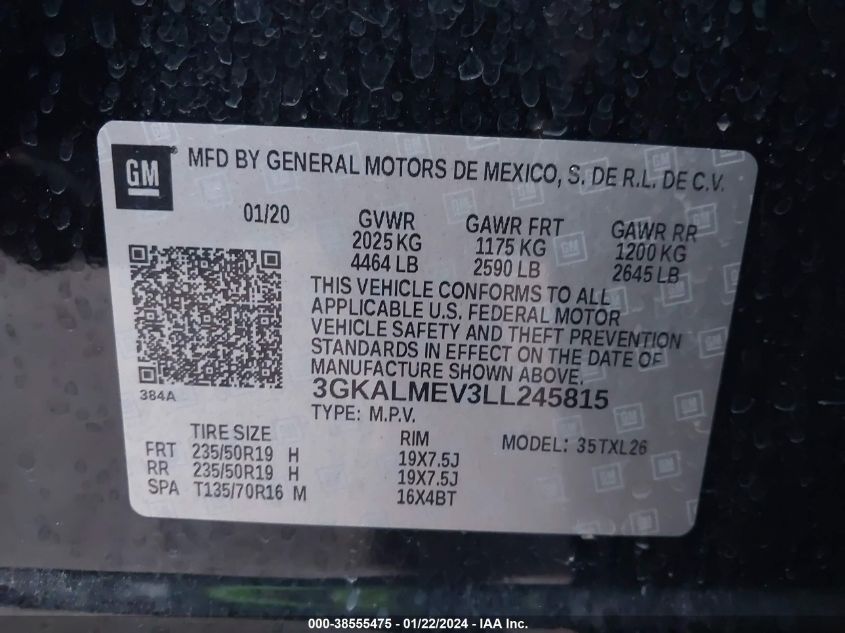 GM
MFD BY GENERAL MOTORS DE MEXICO, S. DE R.L. DE C.V.
01/20
GVWR GAWR FRT GAWR RR
2025 KG 1175 KG 1200 KG
4464 LB 2590 LB 2645 LB
THIS VEHICLE CONFORMS TO ALL
APPLICABLE U.S. FEDERAL MOTOR
VEHICLE SAFETY AND THEFT PREVENTION
STANDARDS IN EFFECT ON THE DATE OF
MANUFACTURE SHOWN ABOVE.
384A
3GKALMEV3LL245815
TYPE: M.P.V.
TIRE SIZE RIM MODEL: 35TXL26
FRT 235/50R19 H 19X7.5J
RR 235/50R19 H 19X7.5J
SPA T135/70R16 M 16X4BT
000-38555475 — 01/22/2024 — IAA Inc.